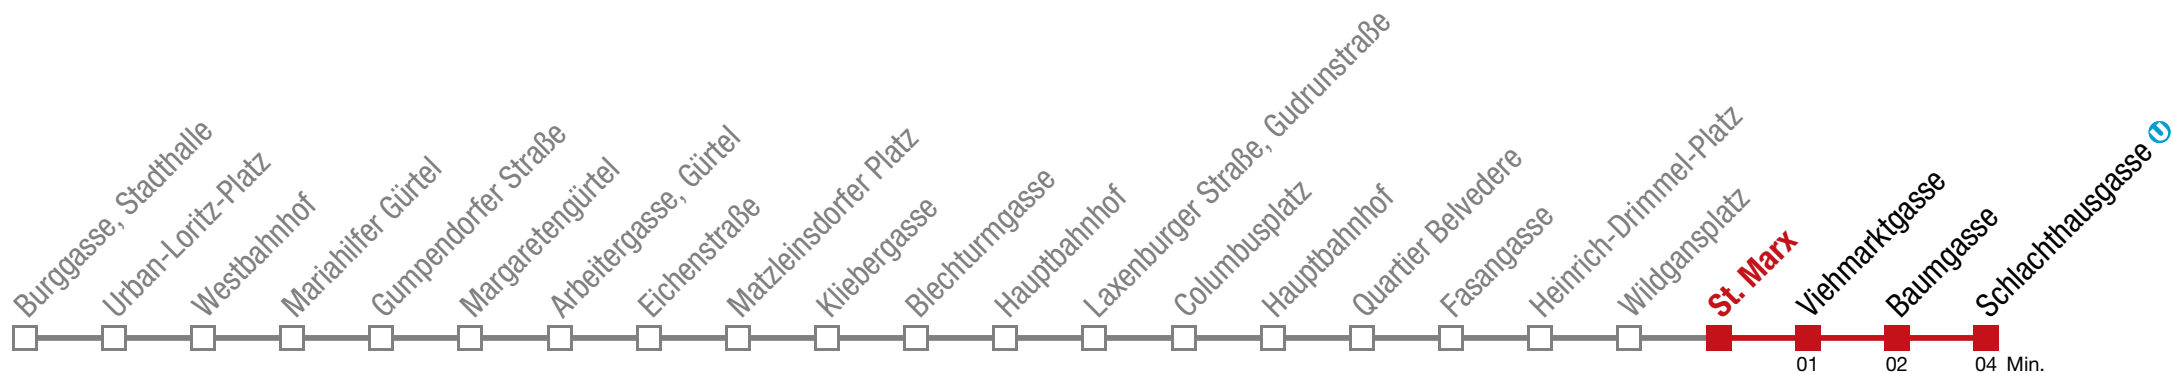 Burggasse, Stadthalle
Urban-Loritz-Platz
Westbahnhof
Mariahilfer Gürtel
Gumpendorfer Straße
Margaretengürtel
Arbeitergasse, Gürtel
Eichenstraße
Matzleinsdorfer Platz
Kliebergasse
Blechturmgasse
Hauptbahnhof
Laxenburger Straße, Gudrunstraße
Columbusplatz
Hauptbahnhof
Quartier Belvedere
Fasangasse
Heinrich-Drimmel-Platz
Wildgansplatz
St. Marx
Viehmarktgasse
Baumgasse
Schlachthausgasse U
01 02 04 Min.